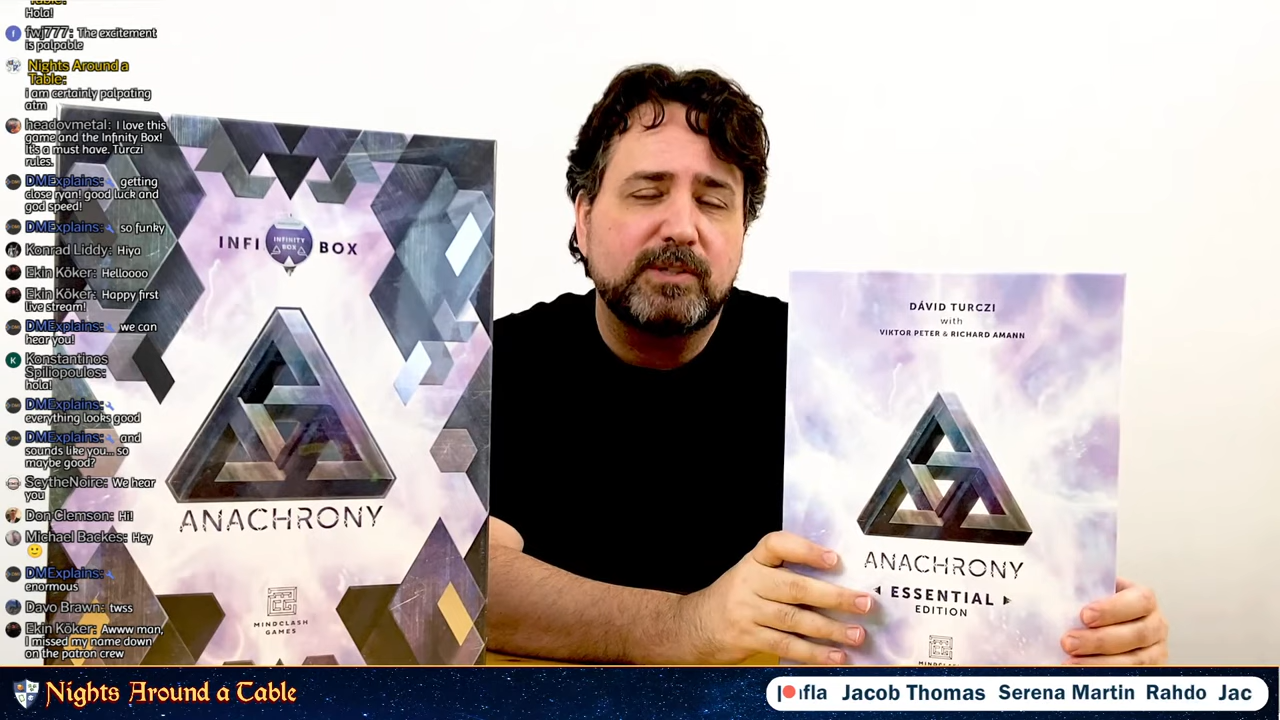 Table:
Hola!
fwj777: The excitement
is palpable
Nights Around a
Table:
i am certainly palpating
atm
headovmetal: I love this
game and the Infinity Box!
It's a must have. Turczi
rules.
DMExplains: getting
close ryan! good luck and
god speed!
DMExplains: so funky
Konrad Liddy: Hiya
Ekin Köker: Helloooo
Ekin Köker: Happy first
live stream!
DMExplains: we can
hear you!
Konstantinos
Spiliopoulos:
hola!
DMExplains:
everything looks good
DMExplains: and
sounds like you... so
maybe good?
ScytheNoire: We hear
you
Don Clemson: Hi!
Michael Backes: Hey
🙂
DMExplains:
enormous
Davo Brawn: twss
Ekin Köker: Awww man,
I missed my name down
on the patron crew
INFI BOX
INFINITY
BOX
ANACHRONY
MINDCLASH
GAMES
DÁVID TURCZI
with
VIKTOR PETER & RICHARD AMANN
ANACHRONY
ESSENTIAL
EDITION
Nights Around a Table
Jacob Thomas Serena Martin Rahdo Jac